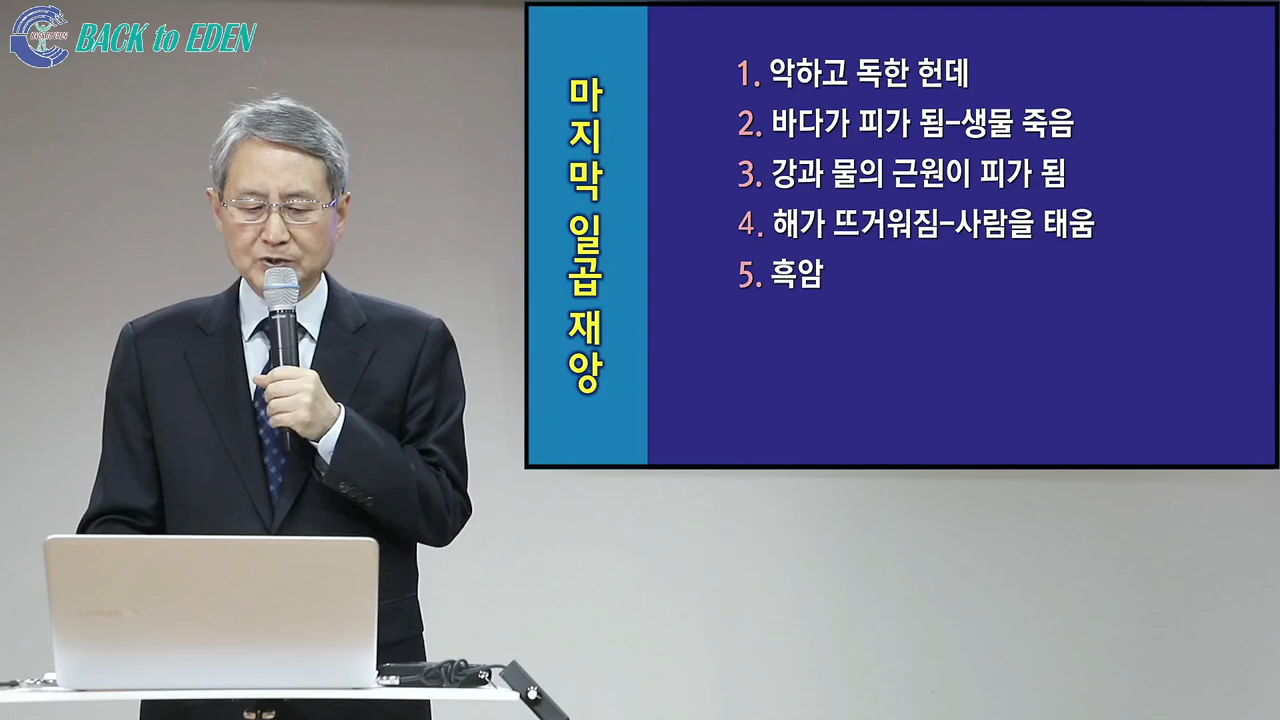 BACK to EDEN
마지막 일곱 재앙
1. 악하고 독한 헌데
2. 바다가 피가 됨-생물 죽음
3. 강과 물의 근원이 피가 됨
4. 해가 뜨거워짐-사람을 태움
5. 흑암